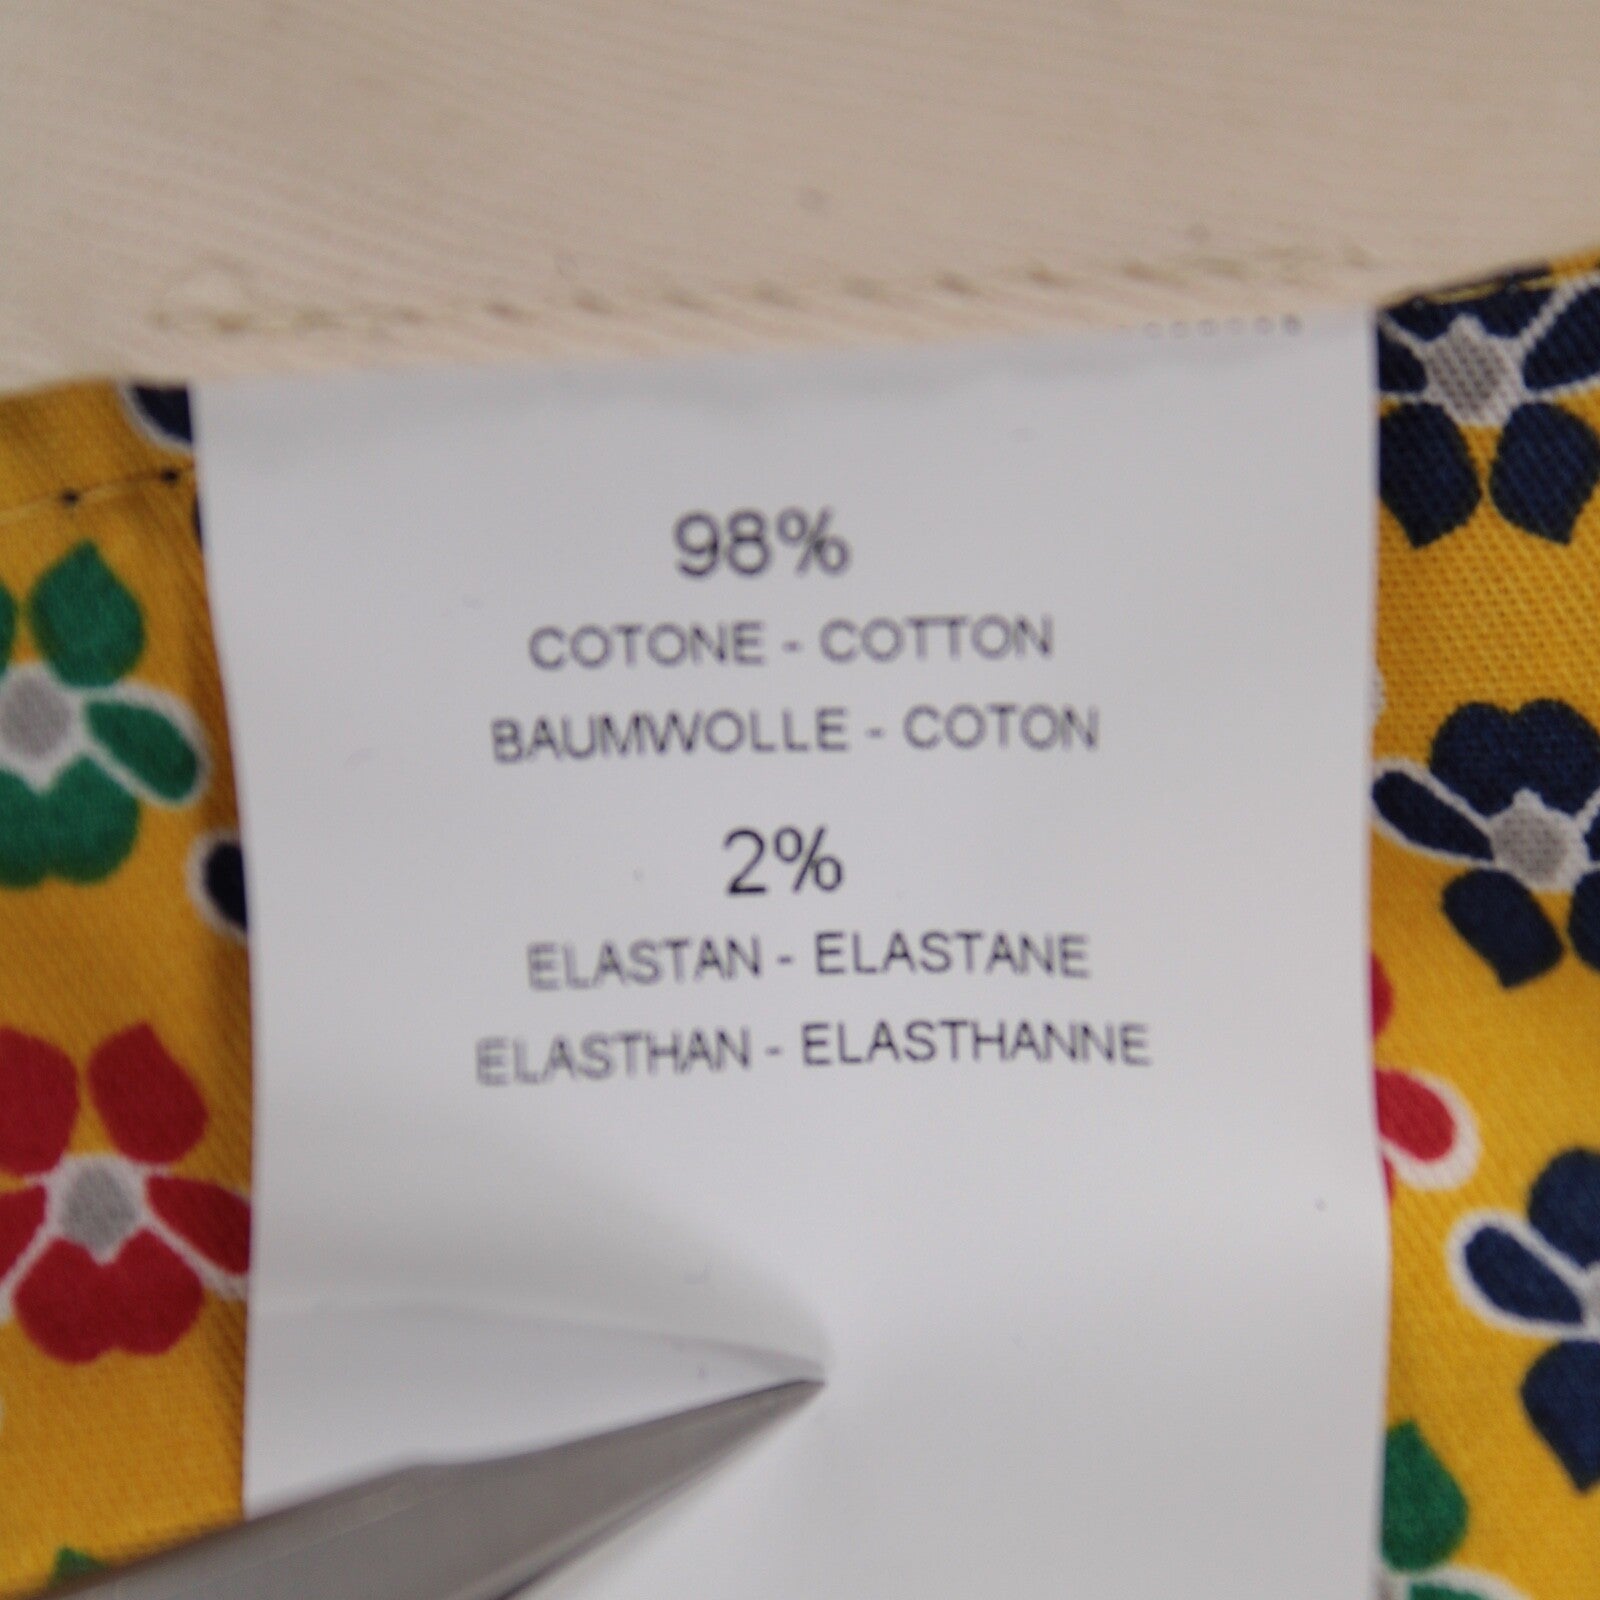 98%
COTONE - COTTON
BAUMWOLLE - COTON
2%
ELASTAN - ELASTANE
ELASTHAN - ELASTHANNE